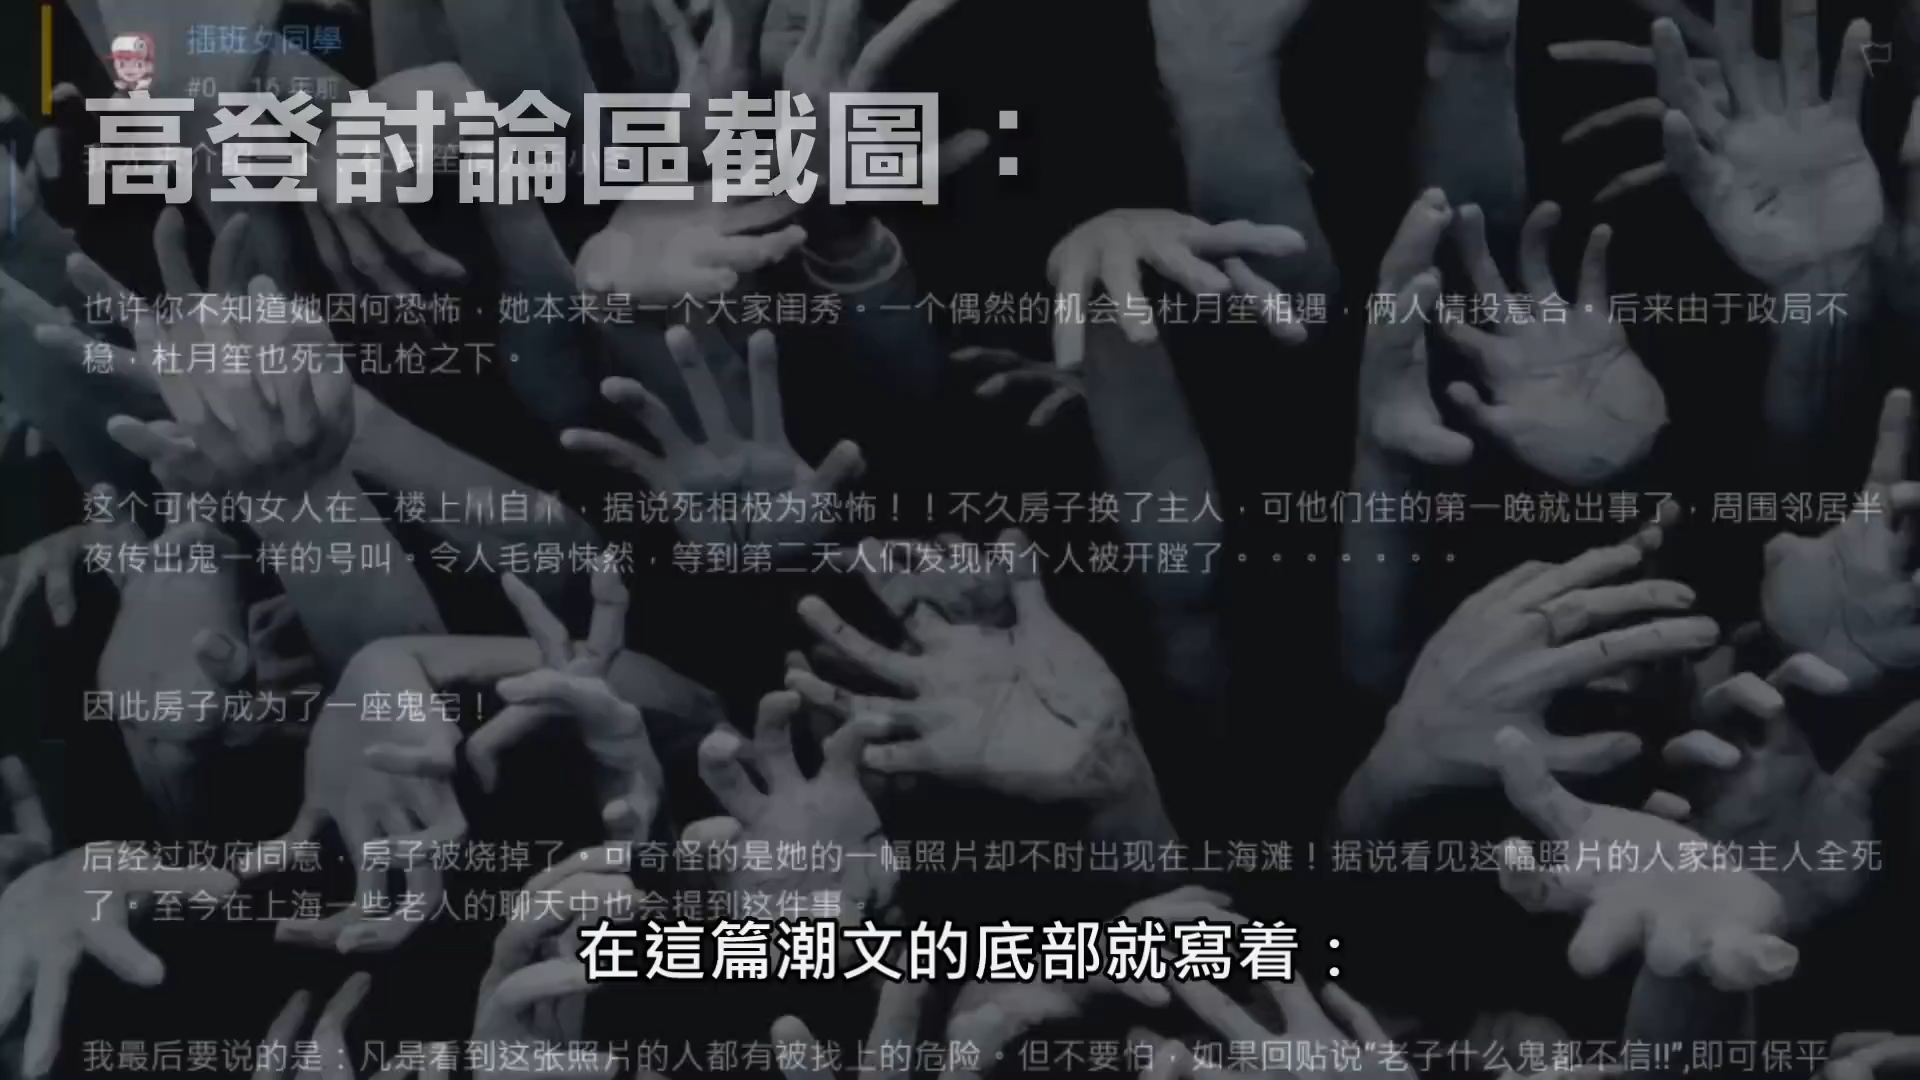 插班女同學
#0 16 年前
高登討論區截圖：
也许你不知道她因何恐怖，她本来是一个大家闺秀。一个偶然的机会与杜月笙相遇，俩人情投意合。后来由于政局不
稳，杜月笙也死于乱枪之下。
这个可怜的女人在二楼上吊自杀，据说死相极为恐怖！！不久房子换了主人，可他们住的第一晚就出事了，周围邻居半
夜传出鬼一样的号叫。令人毛骨悚然，等到第二天人们发现两个人被开膛了。。。。。。。
因此房子成为了一座鬼宅！
后经过政府同意，房子被烧掉了。可奇怪的是她的一幅照片却不时出现在上海滩！据说看见这幅照片的人家的主人全死
了。至今在上海一些老人的聊天中也会提到这件事。
在這篇潮文的底部就寫着：
我最后要说的是：凡是看到这张照片的人都有被找上的危险。但不要怕，如果回贴说“老子什么鬼都不信!!”,即可保平